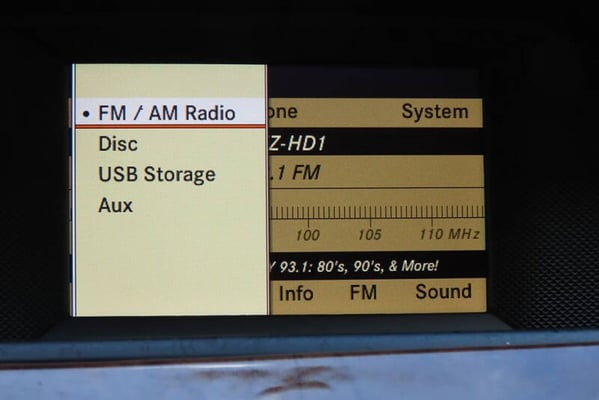 • FM / AM Radio
Disc
USB Storage
Aux
one System
Z-HD1
.1 FM
100 105 110 MHz
Y 93.1: 80's, 90's, & More!
Info FM Sound